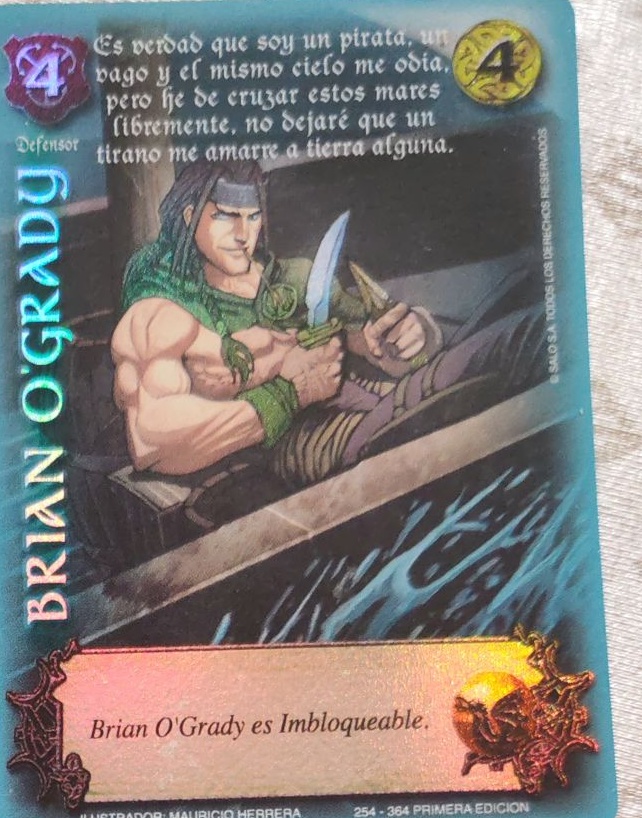 4
Es verdad que soy un pirata, un
vago y el mismo cielo me odia,
pero he de cruzar estos mares
libremente, no dejaré que un
tirano me amarre a tierra alguna.
4
Defensor
BRIAN O'GRADY
© SALO S.A. TODOS LOS DERECHOS RESERVADOS
Brian O'Grady es Imbloqueable.
ILUSTRADOR: MAURICIO HERRERA
254 - 364 PRIMERA EDICION